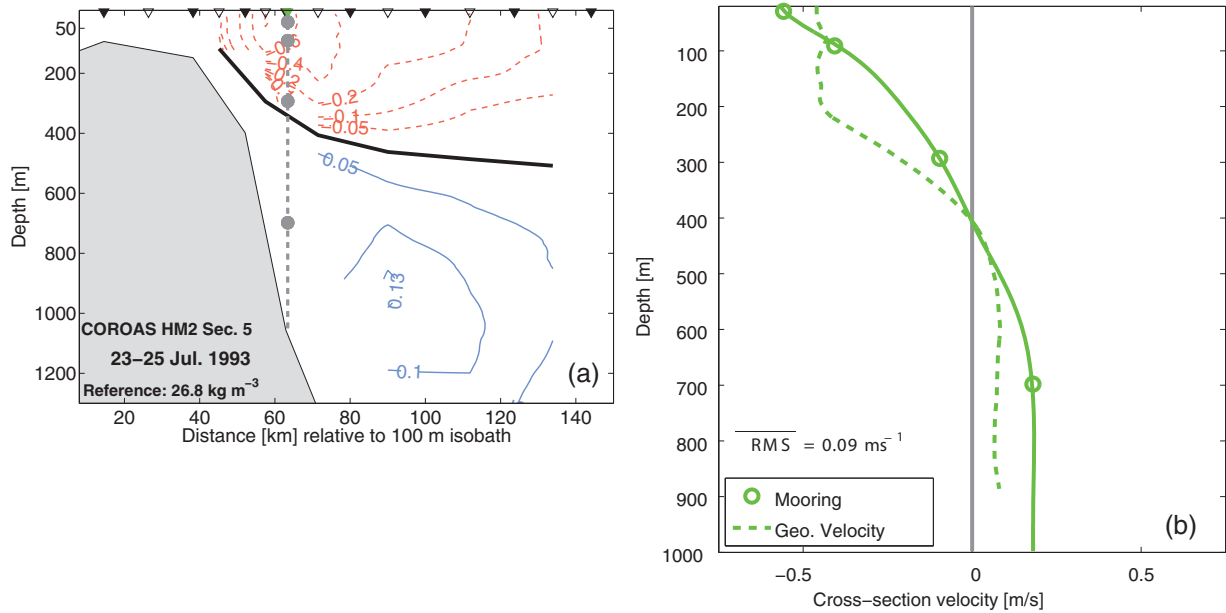 50
200
400
600
800
1000
1200
Depth [m]
−0.4
−0.2
−0.2
−0.1
−0.05
0.05
0.13
0.1
COROAS HM2 Sec. 5
23−25 Jul. 1993
Reference: 26.8 kg m−3
(a)
20
40
60
80
100
120
140
Distance [km] relative to 100 m isobath
100
200
300
400
500
600
700
800
900
1000
Depth [m]
RMS = 0.09 ms−1
Mooring
Geo. Velocity
(b)
−0.5
0
0.5
Cross−section velocity [m/s]